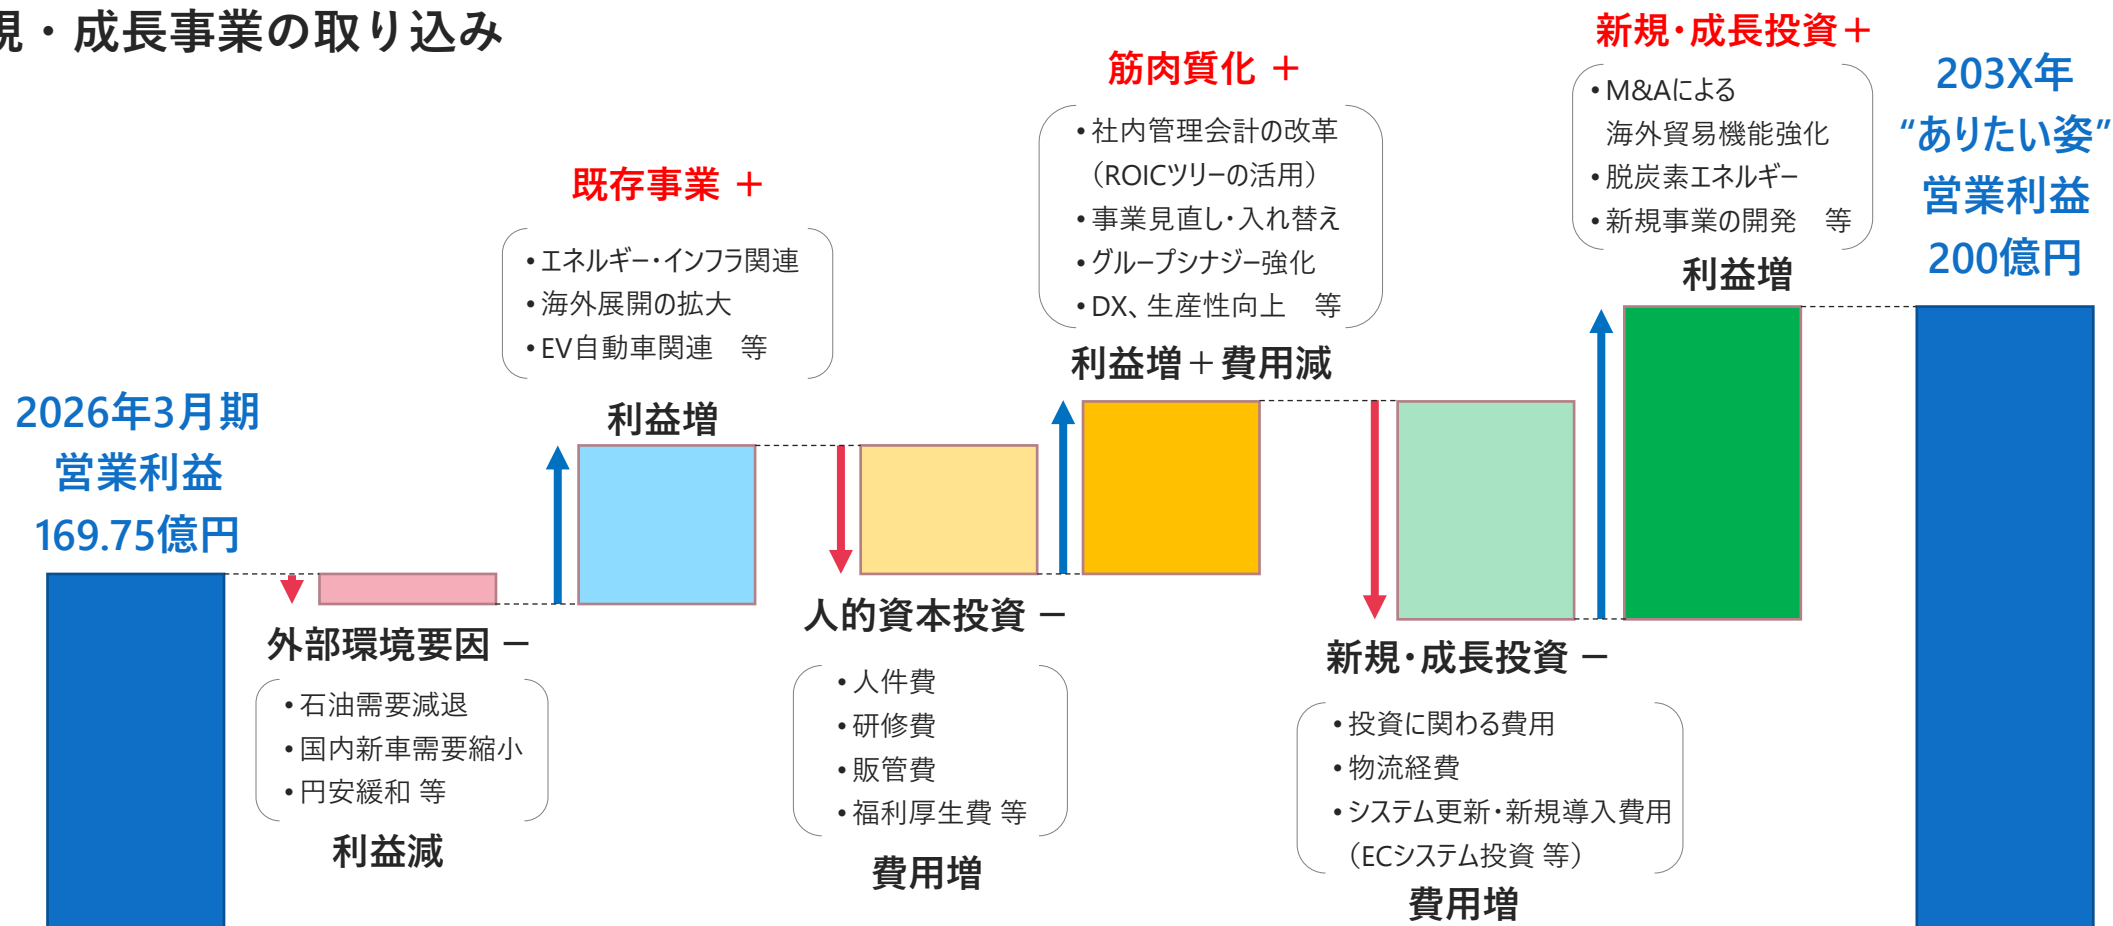 規・成長事業の取り込み
2026年3月期
営業利益
169.75億円
外部環境要因 －
• 石油需要減退
• 国内新車需要縮小
• 円安緩和 等
利益減
既存事業 ＋
• エネルギー・インフラ関連
• 海外展開の拡大
• EV自動車関連　等
利益増
人的資本投資 －
• 人件費
• 研修費
• 販管費
• 福利厚生費 等
費用増
筋肉質化 ＋
• 社内管理会計の改革
（ROICツリーの活用）
• 事業見直し・入れ替え
• グループシナジー強化
• DX、生産性向上　等
利益増＋費用減
新規・成長投資 －
• 投資に関わる費用
• 物流経費
• システム更新・新規導入費用
（ECシステム投資 等）
費用増
新規・成長投資＋
• M&Aによる
海外貿易機能強化
• 脱炭素エネルギー
• 新規事業の開発　等
利益増
203X年
“ありたい姿”
営業利益
200億円